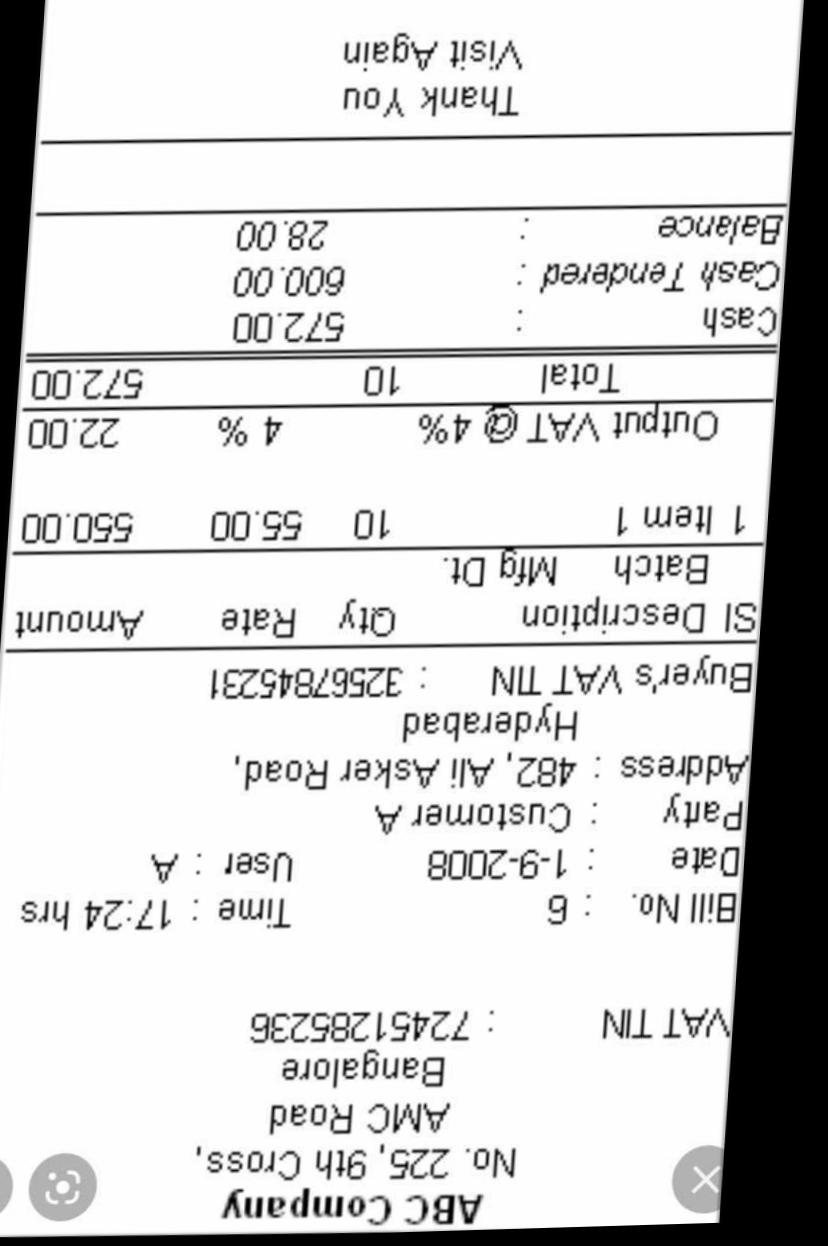 ABC Company
No. 225, 9th Cross,
AMC Road
Bangalore
VAT TIN : 72451285236
Bill No. : 6 Time : 17:24 hrs
Date : 1-9-2008 User : A
Party : Customer A
Address : 482, Ali Asker Road,
Hyderabad
Buyer's VAT TIN : 32567845231
Sl Description Qty Rate Amount
Batch Mfg Dt.
1 Item 1 10 55.00 550.00
Output VAT @ 4% 4 % 22.00
Total 10 572.00
Cash : 572.00
Cash Tendered : 600.00
Balance : 28.00
Thank You
Visit Again